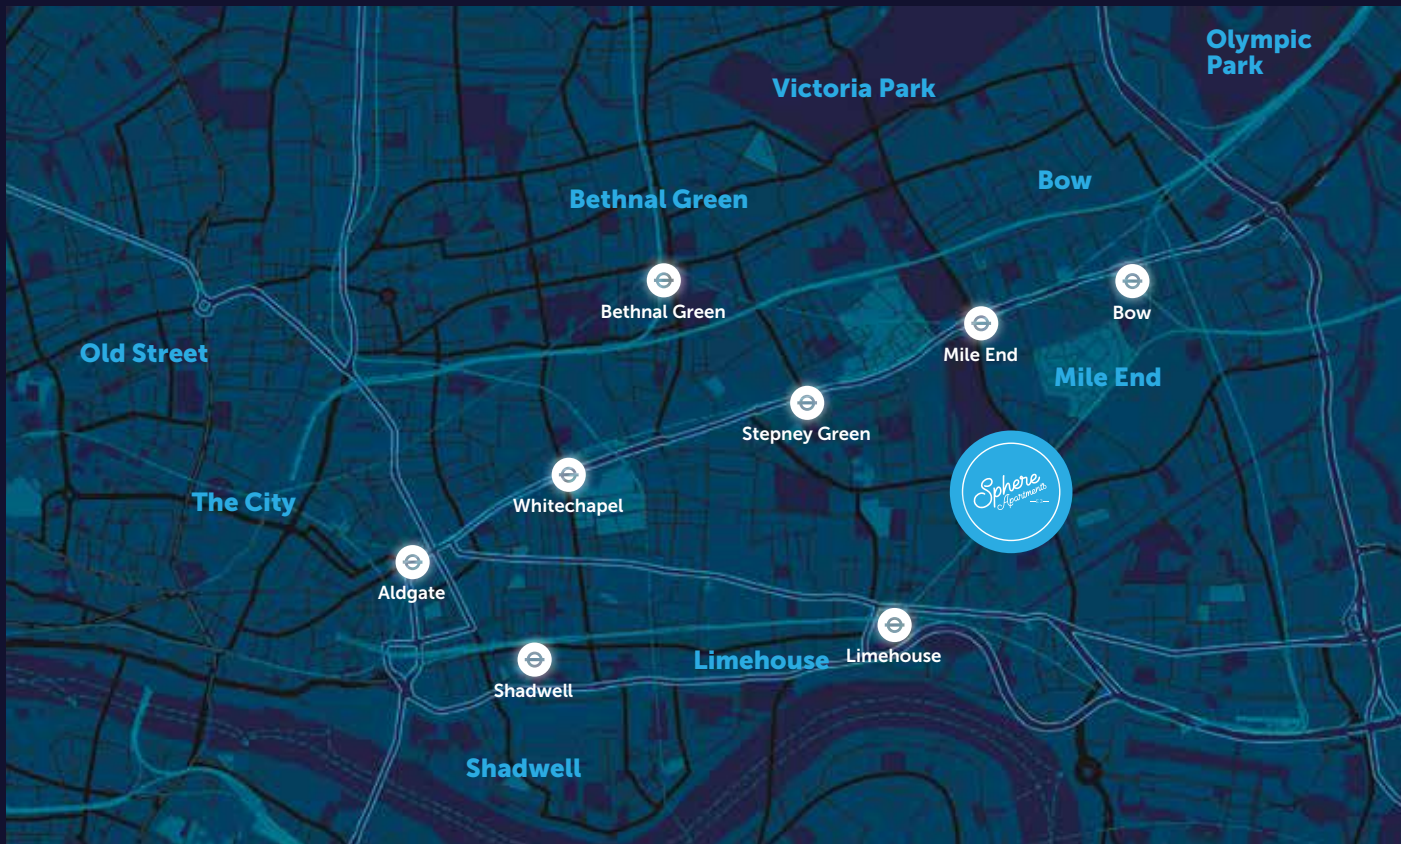 Olympic
Park
Victoria Park
Bow
Bethnal Green
Bethnal Green
Bow
Old Street
Mile End
Mile End
Stepney Green
Sphere
Apartments
The City
Whitechapel
Aldgate
Limehouse
Limehouse
Shadwell
Shadwell